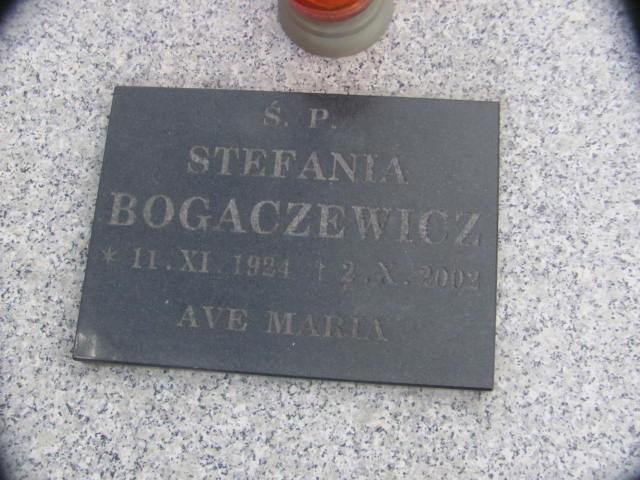 Ś. P.
STEFANIA
BOGACZEWICZ
* 11.XI.1924 † 2.X.2002
AVE MARIA